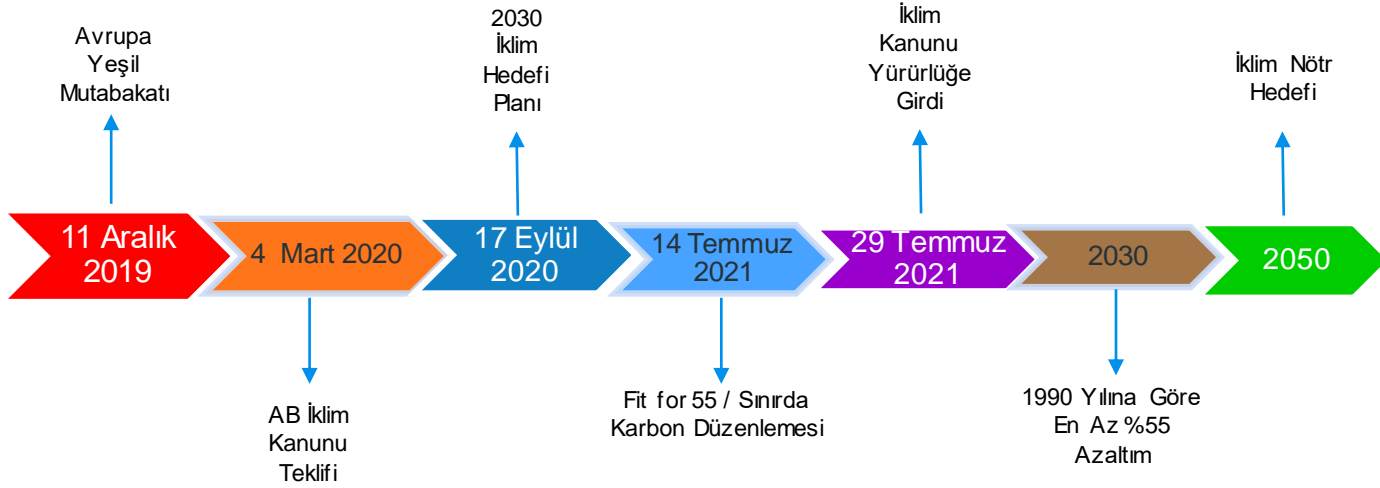 Avrupa
Yeşil
Mutabakatı
2030
İklim
Hedefi
Planı
İklim
Kanunu
Yürürlüğe
Girdi
İklim Nötr
Hedefi
11 Aralık
2019
4 Mart 2020
17 Eylül
2020
14 Temmuz
2021
29 Temmuz
2021
2030
2050
AB İklim
Kanunu
Teklifi
Fit for 55 / Sınırda
Karbon Düzenlemesi
1990 Yılına Göre
En Az %55
Azaltım